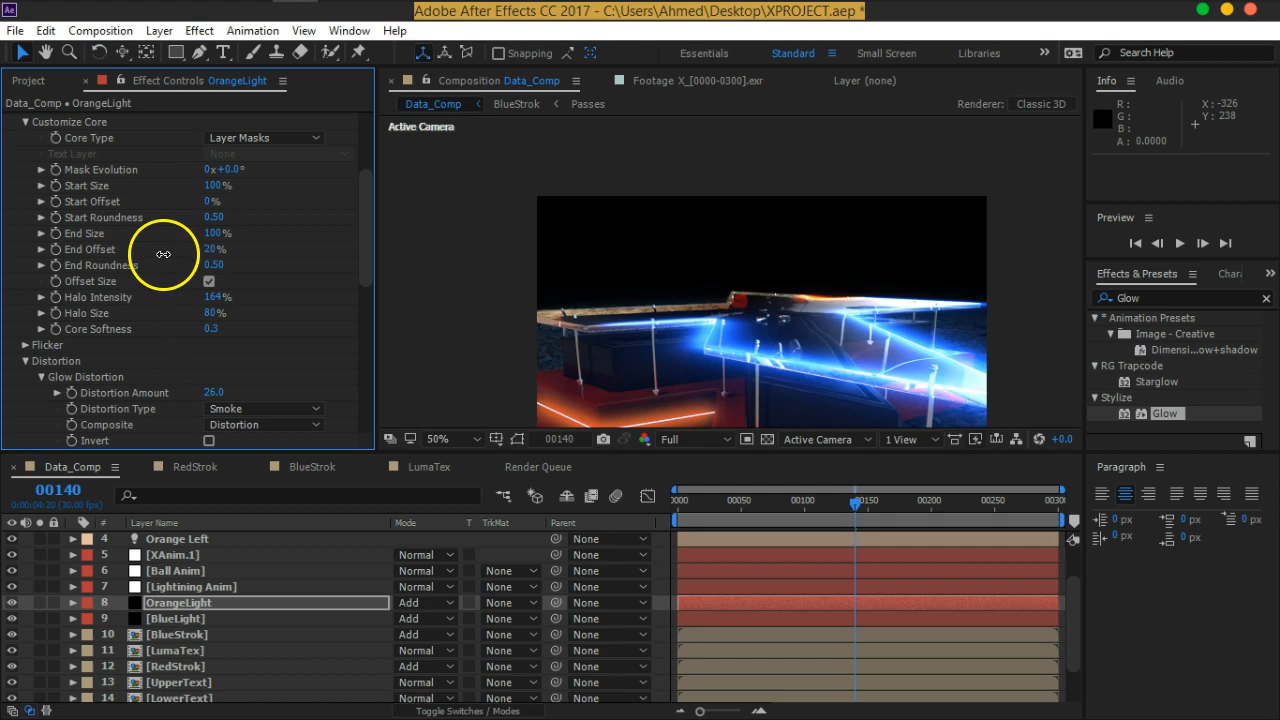 Ae
Adobe After Effects CC 2017 - C:\Users\Ahmed\Desktop\XPROJECT.aep *
File Edit Composition Layer Effect Animation View Window Help
Snapping
Essentials Standard Small Screen Libraries
Search Help
Project Effect Controls OrangeLight
Data_Comp • OrangeLight
Customize Core
Core Type Layer Masks
Text Layer None
Mask Evolution 0x+0.0°
Start Size 100%
Start Offset 0%
Start Roundness 0.50
End Size 100%
End Offset 20%
End Roundness 0.50
Offset Size
Halo Intensity 164%
Halo Size 80%
Core Softness 0.3
Flicker
Distortion
Glow Distortion
Distortion Amount 26.0
Distortion Type Smoke
Composite Distortion
Invert
Composition Data_Comp Footage X_[0000-0300].exr Layer (none)
Data_Comp BlueStrok Passes
Renderer: Classic 3D
Active Camera
50% 00140 Full Active Camera 1 View +0.0
Info Audio
R:
G:
B:
A: 0.0000
X: -326
Y: 238
Preview
Effects & Presets Chara
Glow
* Animation Presets
Image - Creative
Dimensi...ow+shadow
RG Trapcode
Starglow
Stylize
Glow
Data_Comp RedStrok BlueStrok LumaTex Render Queue
00140
0:00:04:20 (30.00 fps)
0000 00050 00100 00150 00200 00250 0030
# Layer Name Mode T TrkMat Parent
4 Orange Left None
5 [XAnim.1] Normal None
6 [Ball Anim] Normal None None
7 [Lightining Anim] Normal None None
8 OrangeLight Add None None
9 [BlueLight] Add None None
10 [BlueStrok] Add None None
11 [LumaTex] Normal None None
12 [RedStrok] Add None None
13 [UpperText] Normal None None
14 [LowerText] Normal None None
Toggle Switches / Modes
Paragraph
0 px 0 px 0 px
0 px 0 px